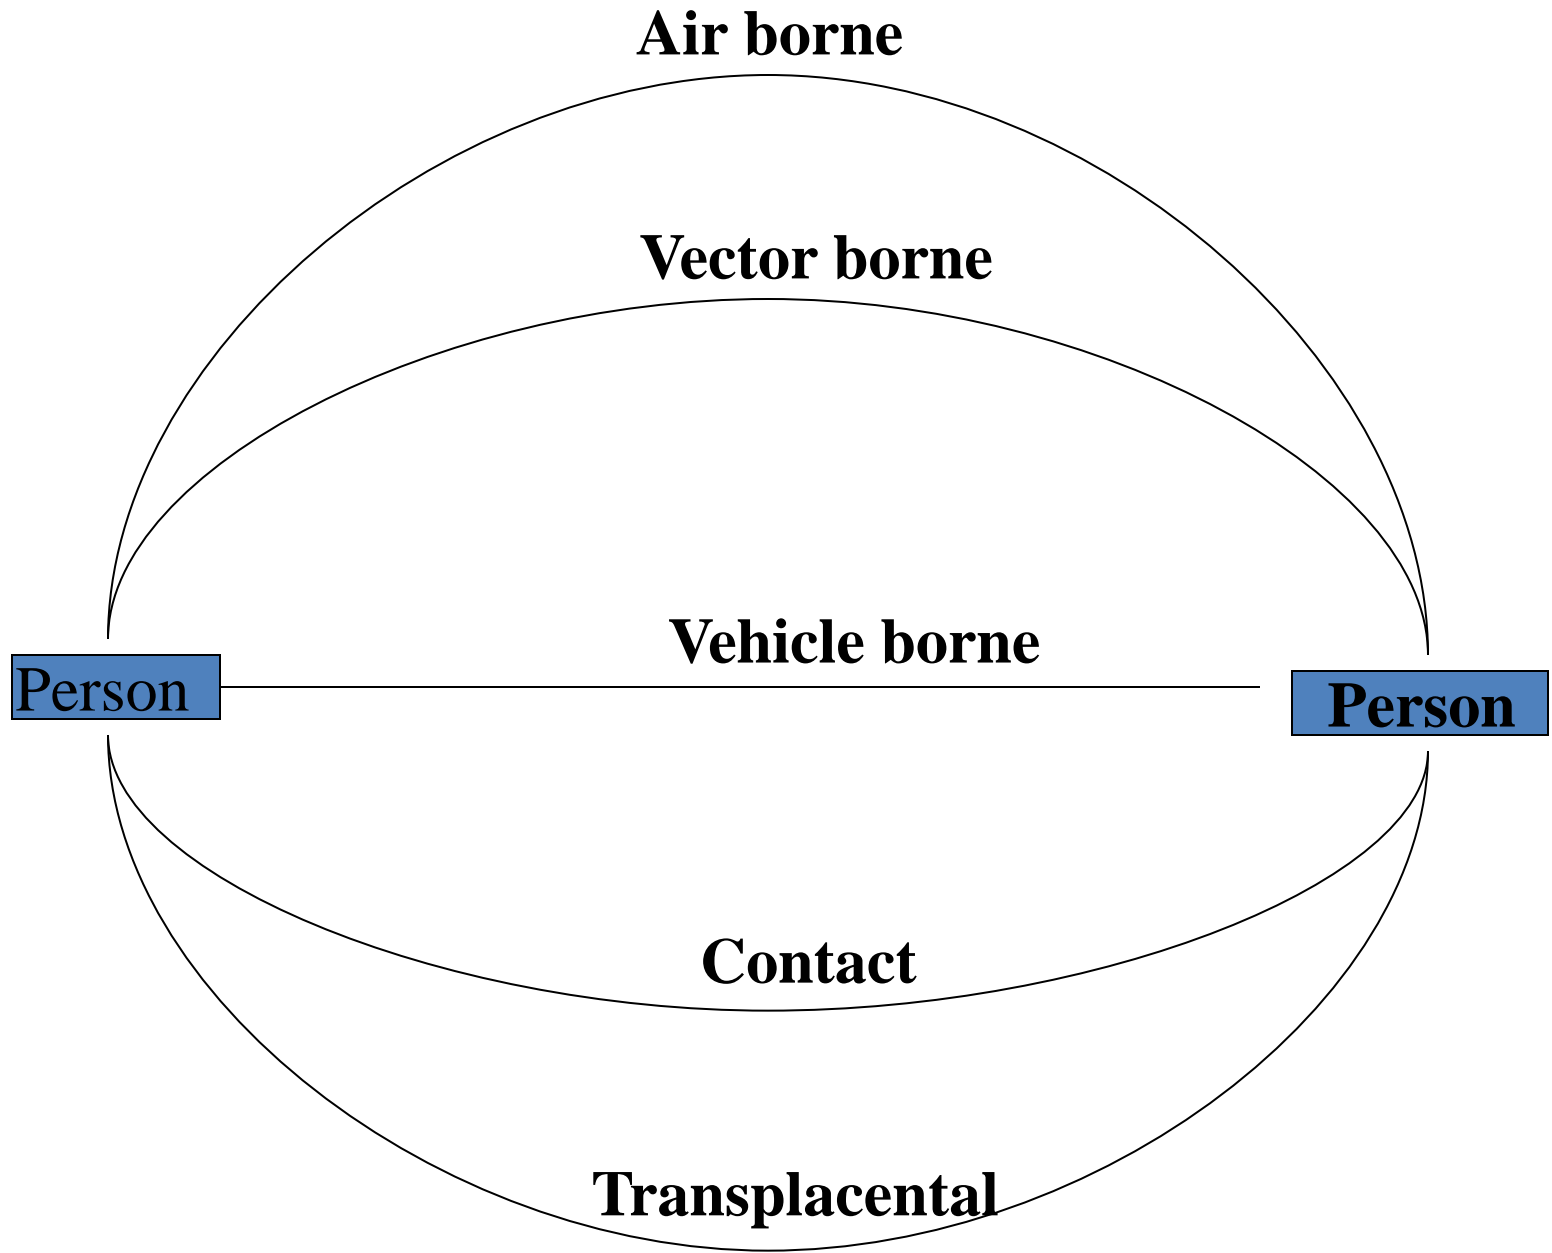 Air borne
Vector borne
Vehicle borne
Person
Person
Contact
Transplacental